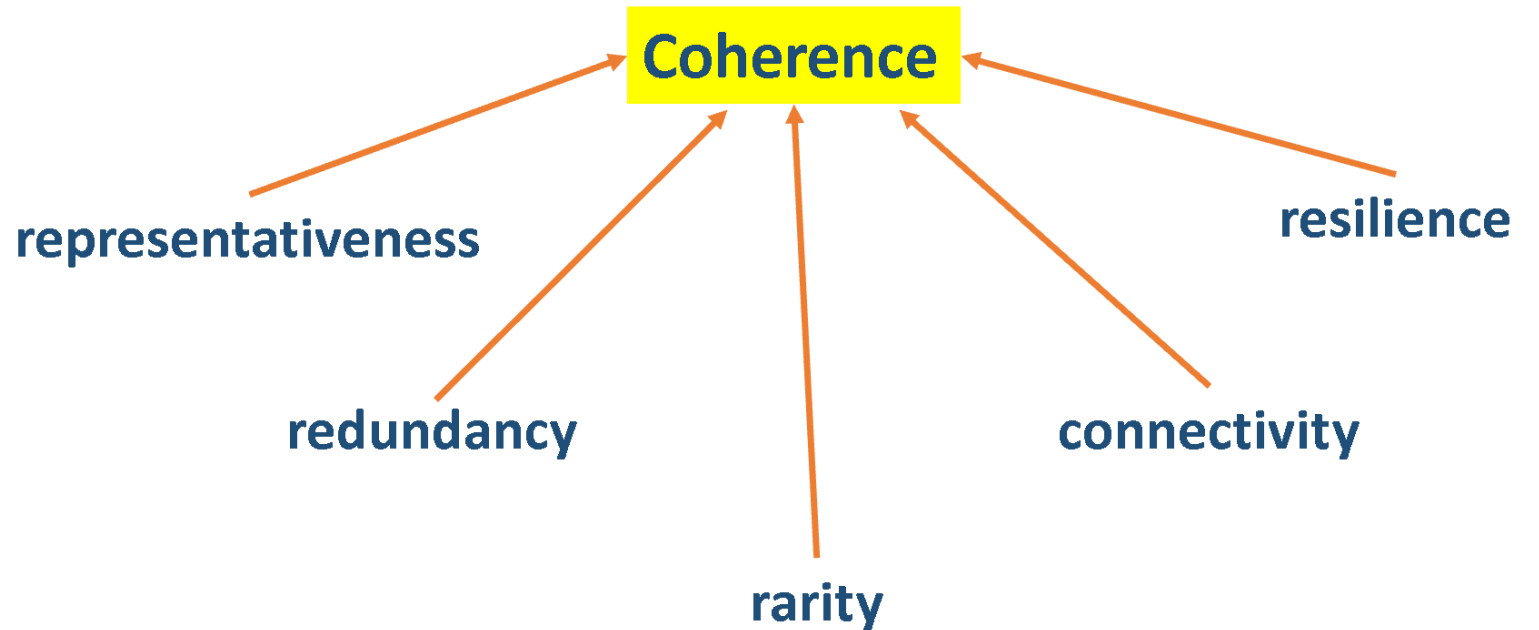 Coherence
representativeness
resilience
redundancy
connectivity
rarity